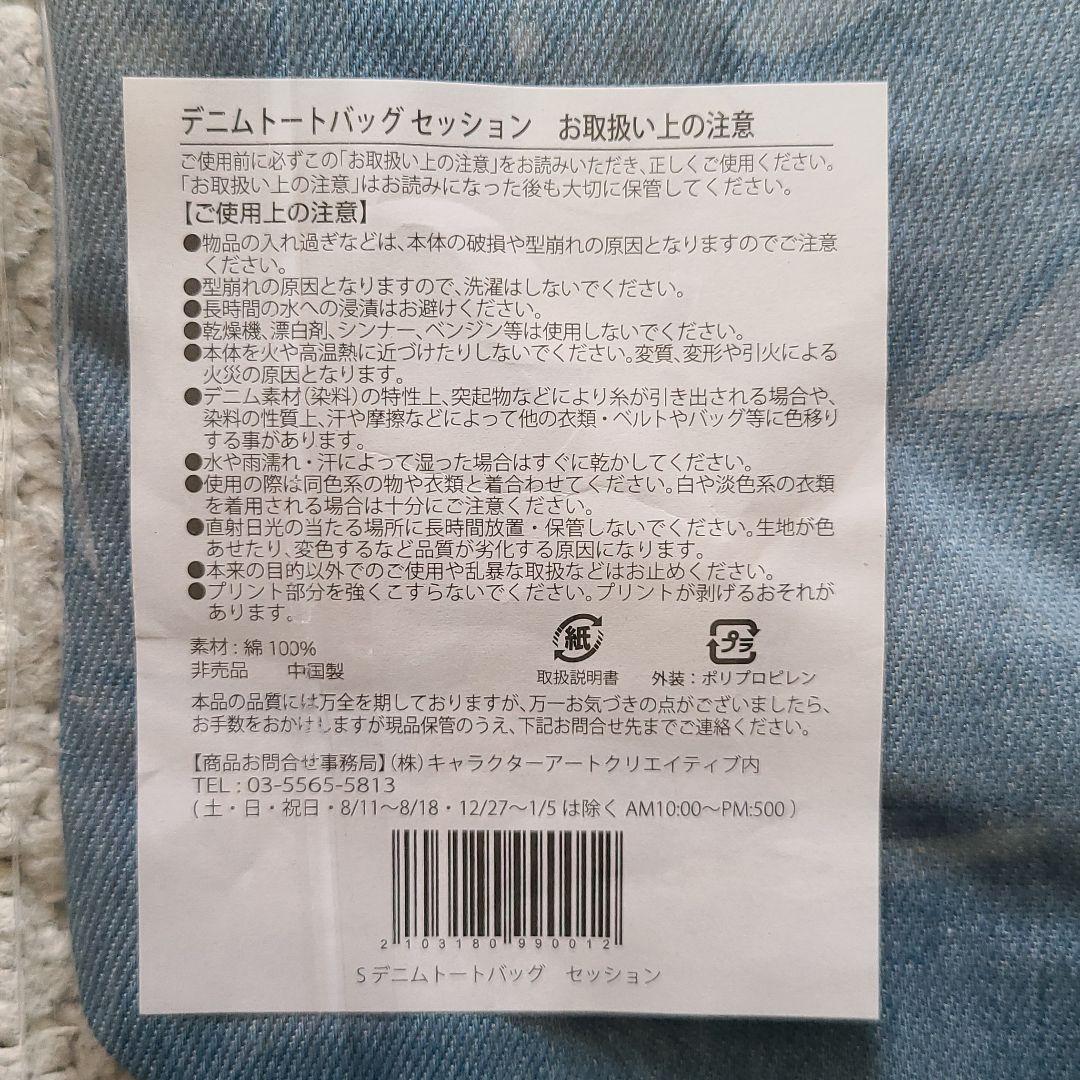 デニムトートバッグ セッション　お取扱い上の注意
ご使用前に必ずこの「お取扱い上の注意」をお読みいただき、正しくご使用ください。
「お取扱い上の注意」はお読みになった後も大切に保管してください。
【ご使用上の注意】
●物品の入れ過ぎなどは、本体の破損や型崩れの原因となりますのでご注意
ください。
●型崩れの原因となりますので、洗濯はしないでください。
●長時間の水への浸漬はお避けください。
●乾燥機、漂白剤、シンナー、ベンジン等は使用しないでください。
●本体を火や高温熱に近づけたりしないでください。変質、変形や引火による
火災の原因となります。
●デニム素材（染料）の特性上、突起物などにより糸が引き出される場合や、
染料の性質上、汗や摩擦などによって他の衣類・ベルトやバッグ等に色移り
する事があります。
●水や雨濡れ・汗によって湿った場合はすぐに乾かしてください。
●使用の際は同色系の物や衣類と着合わせてください。白や淡色系の衣類
を着用される場合は十分にご注意ください。
●直射日光の当たる場所に長時間放置・保管しないでください。生地が色
あせたり、変色するなど品質が劣化する原因になります。
●本来の目的以外でのご使用や乱暴な取扱などはお止めください。
●プリント部分を強くこすらないでください。プリントが剥げるおそれが
あります。
素材 : 綿 100%
非売品　中国製
紙
取扱説明書
プラ
外装 : ポリプロピレン
本品の品質には万全を期しておりますが、万一お気づきの点がございましたら、
お手数をおかけしますが現品保管のうえ、下記お問合せ先までご連絡ください。
【商品お問合せ事務局】（株）キャラクターアートクリエイティブ内
TEL : 03-5565-5813
( 土・日・祝日・8/11～8/18・12/27～1/5 は除く AM10:00～PM:500 )
2 103180 990012
S デニムトートバッグ　セッション